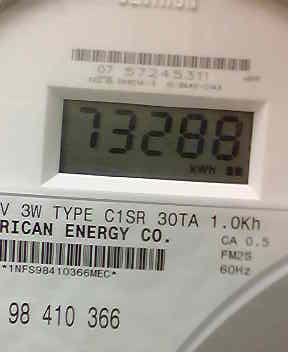 07 57245311
73288
kWh
V 3W TYPE C1SR 30TA 1.0Kh
RICAN ENERGY CO.
CA 0.5
FM2S
60Hz
*1NFS98410366MEC*
98 410 366